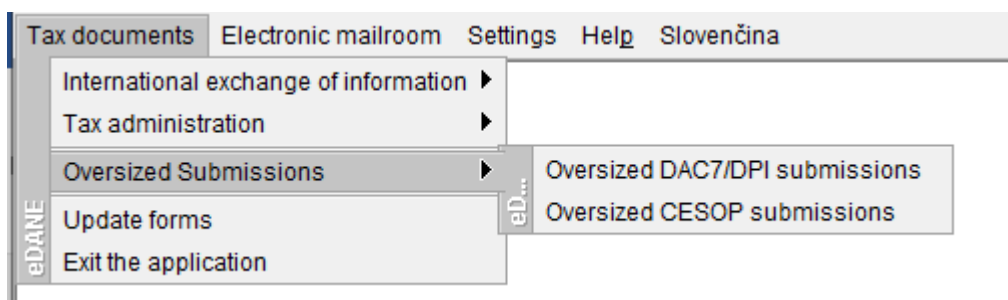 Tax documents Electronic mailroom Settings Help Slovenčina
International exchange of information
Tax administration
Oversized Submissions
Oversized DAC7/DPI submissions
Oversized CESOP submissions
Update forms
Exit the application
eDANE
eD...